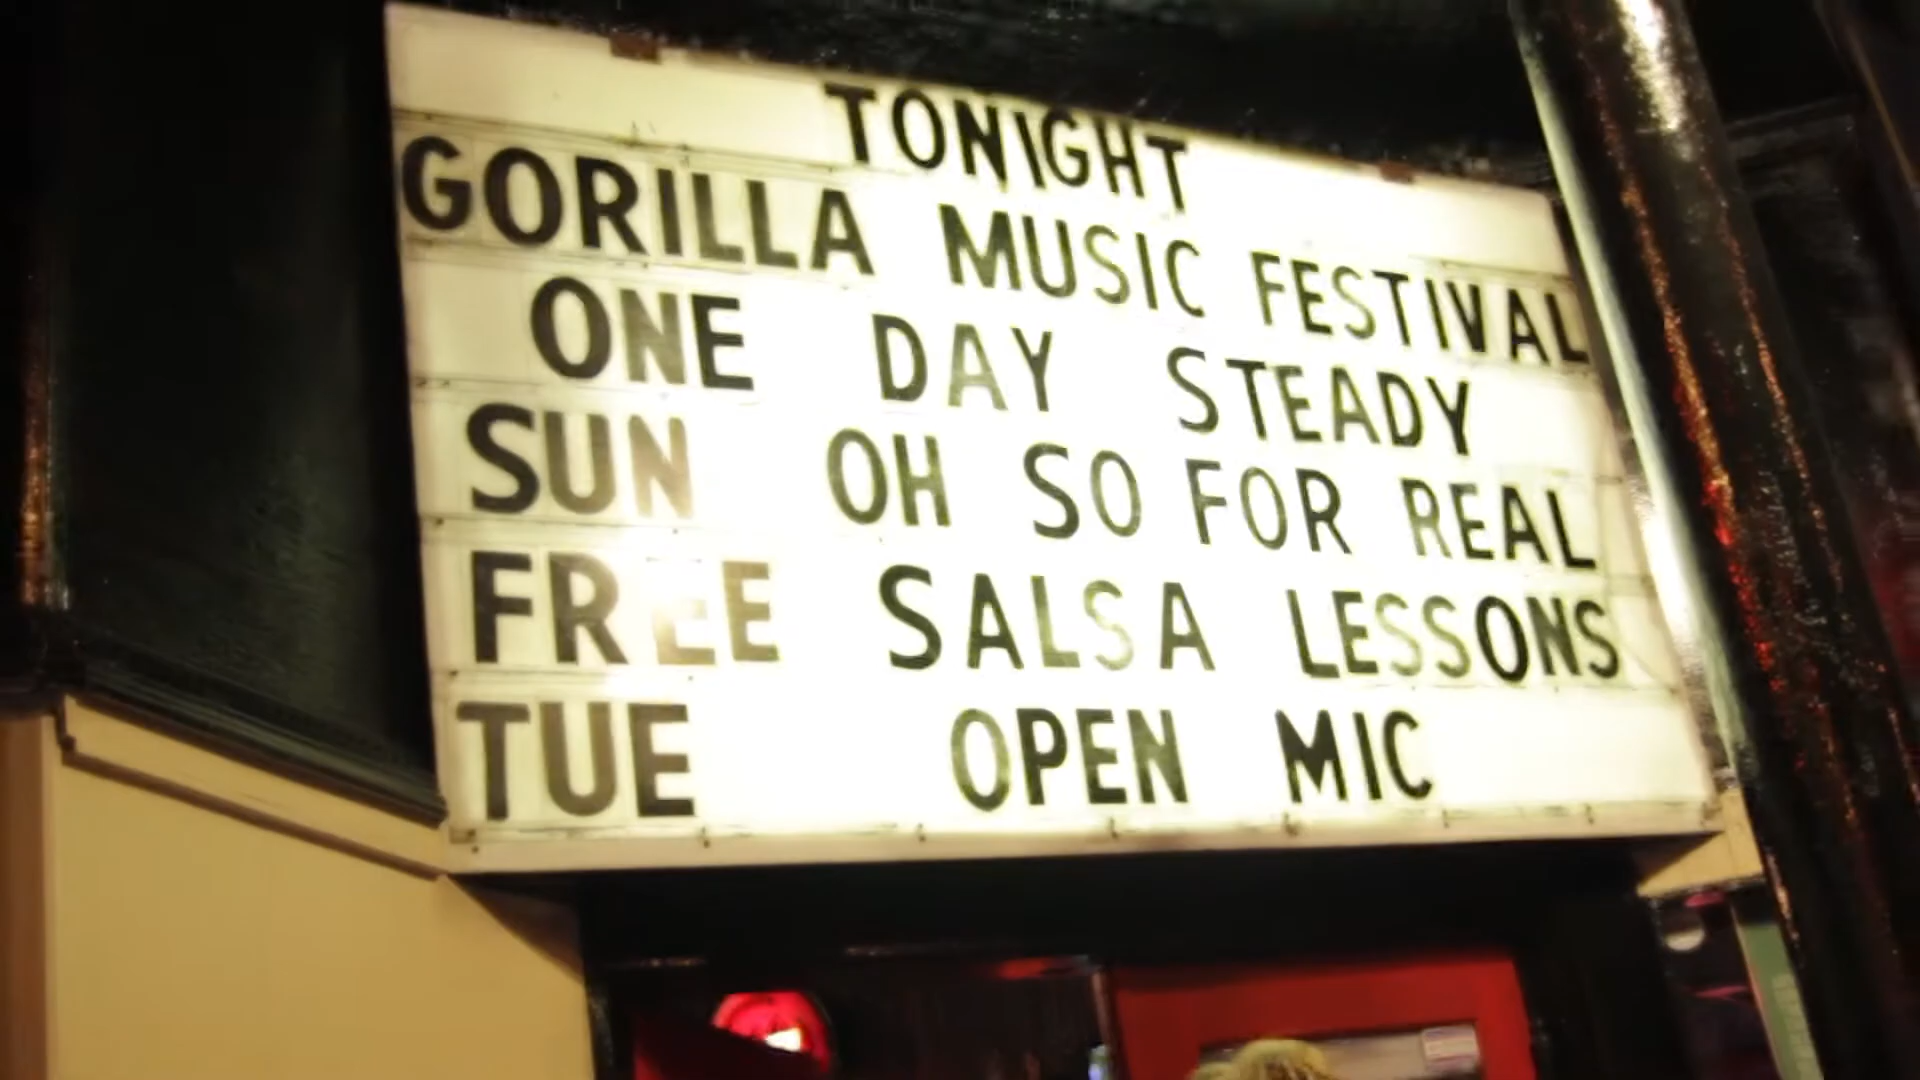 TONIGHT
GORILLA MUSIC FESTIVAL
ONE DAY STEADY
SUN OH SO FOR REAL
FREE SALSA LESSONS
TUE OPEN MIC